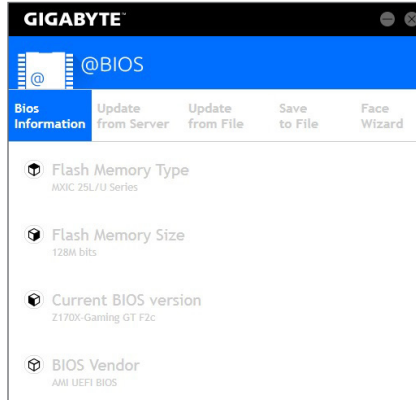 GIGABYTE™
@
@BIOS
Bios Information
Update from Server
Update from File
Save to File
Face Wizard
Flash Memory Type
MXIC 25L/U Series
Flash Memory Size
128M bits
Current BIOS version
Z170X-Gaming GT F2c
BIOS Vendor
AMI UEFI BIOS